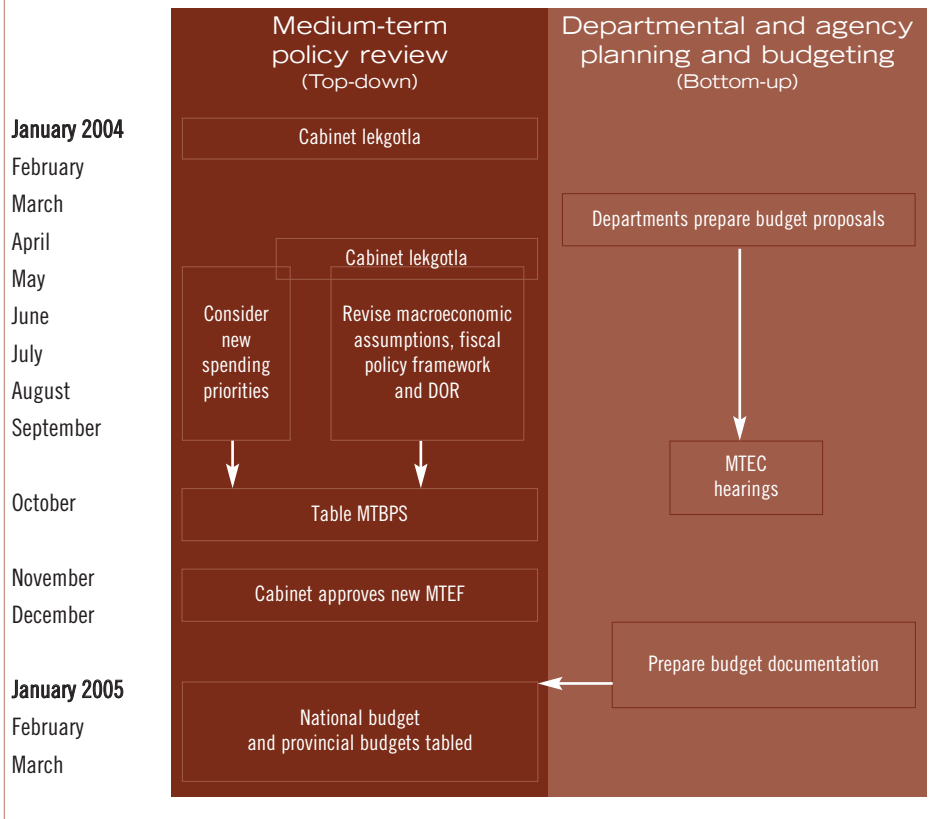 Medium-term
policy review
(Top-down)
Departmental and agency
planning and budgeting
(Bottom-up)
January 2004
Cabinet lekgotla
February
March
Departments prepare budget proposals
April
Cabinet lekgotla
May
June
July
August
September
Consider
new
spending
priorities
Revise macroeconomic
assumptions, fiscal
policy framework
and DOR
MTEC
hearings
October
Table MTBPS
November
December
Cabinet approves new MTEF
Prepare budget documentation
January 2005
February
March
National budget
and provincial budgets tabled